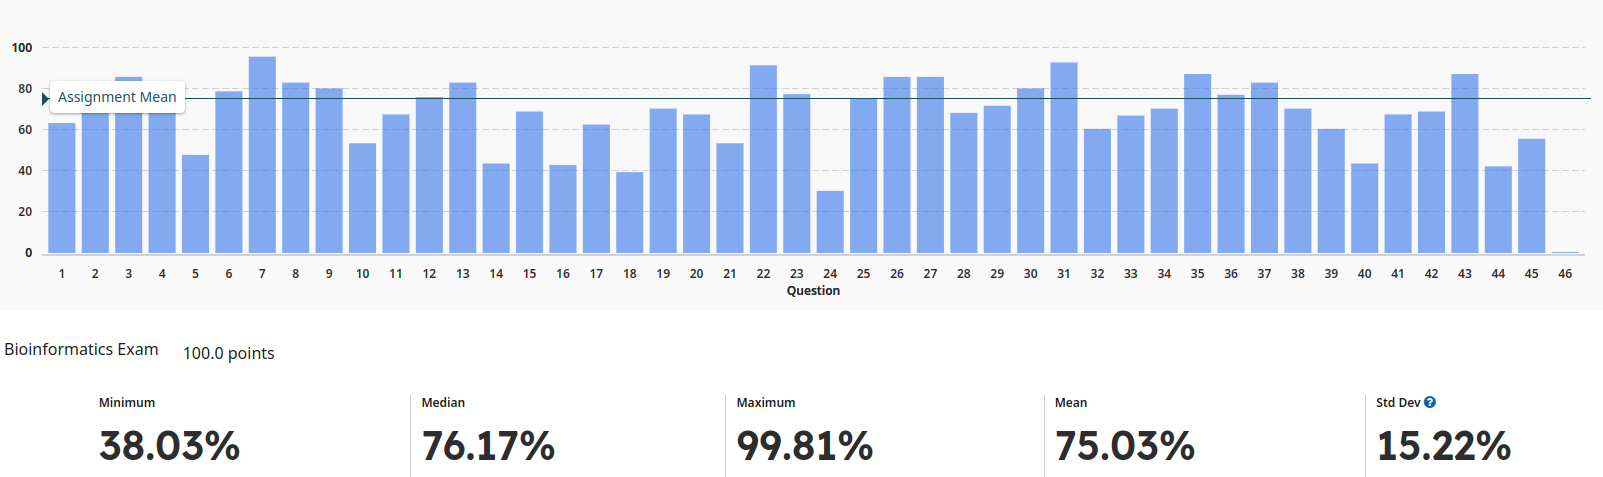 100
80
60
40
20
0
Assignment Mean
1 2 3 4 5 6 7 8 9 10 11 12 13 14 15 16 17 18 19 20 21 22 23 24 25 26 27 28 29 30 31 32 33 34 35 36 37 38 39 40 41 42 43 44 45 46
Question
Bioinformatics Exam 100.0 points
Minimum Median Maximum Mean Std Dev ?
38.03% 76.17% 99.81% 75.03% 15.22%